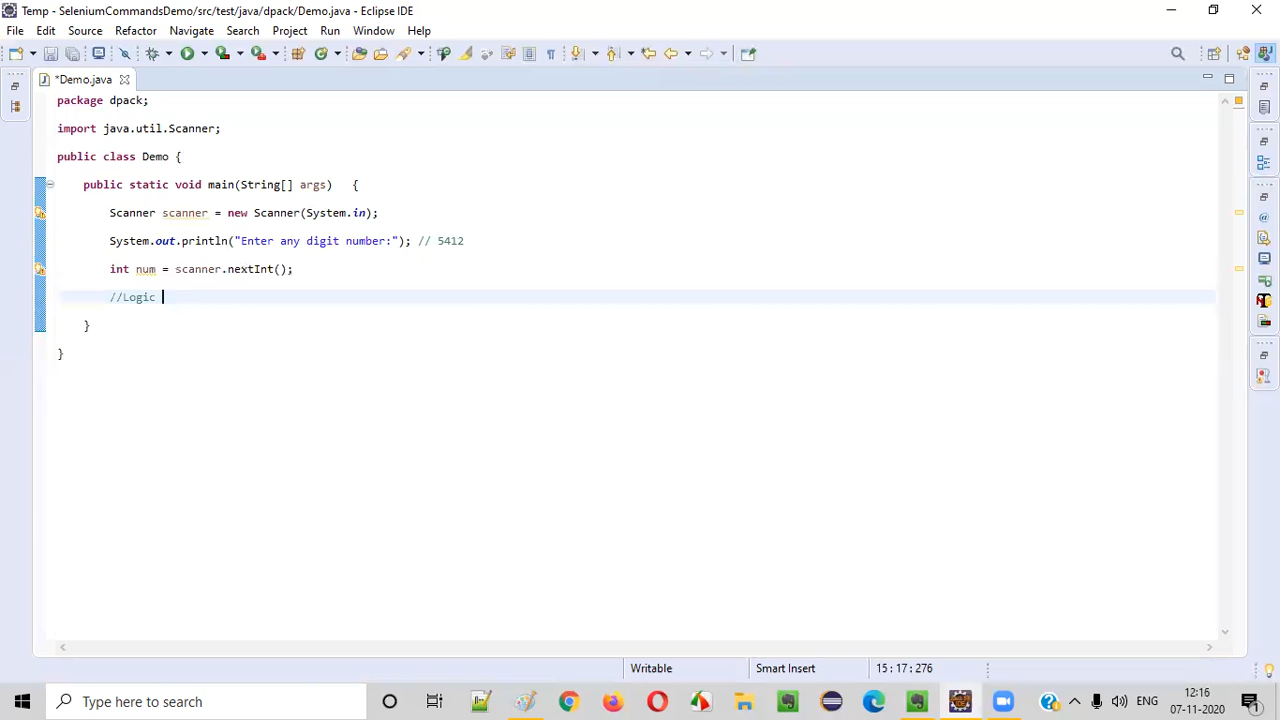 Temp - SeleniumCommandsDemo/src/test/java/dpack/Demo.java - Eclipse IDE
File Edit Source Refactor Navigate Search Project Run Window Help
*Demo.java
package dpack;
import java.util.Scanner;
public class Demo {
public static void main(String[] args) {
Scanner scanner = new Scanner(System.in);
System.out.println("Enter any digit number:"); // 5412
int num = scanner.nextInt();
//Logic
}
}
Writable Smart Insert 15 : 17 : 276
Type here to search
ENG
12:16
07-11-2020